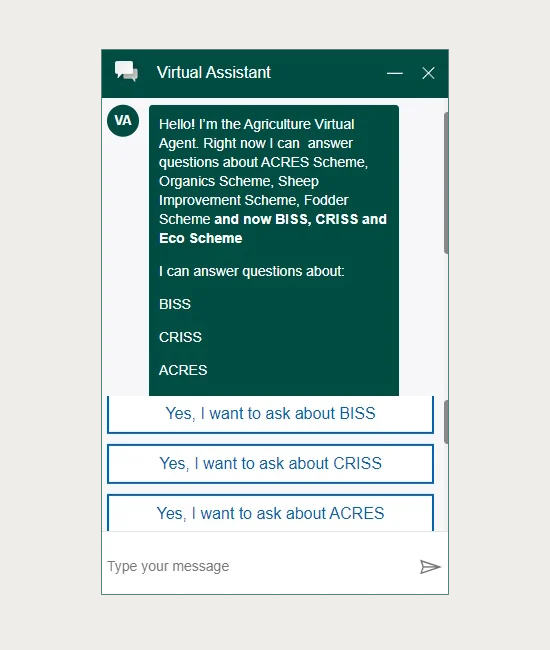 Virtual Assistant
VA
Hello! I'm the Agriculture Virtual
Agent. Right now I can  answer
questions about ACRES Scheme,
Organics Scheme, Sheep
Improvement Scheme, Fodder
Scheme and now BISS, CRISS and
Eco Scheme
I can answer questions about:
BISS
CRISS
ACRES
Yes, I want to ask about BISS
Yes, I want to ask about CRISS
Yes, I want to ask about ACRES
Type your message